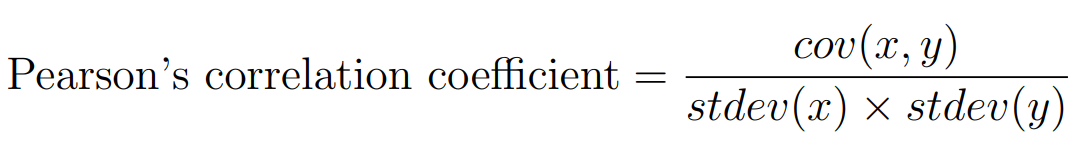 cov(x, y)
Pearson's correlation coefficient =
stdev(x) × stdev(y)